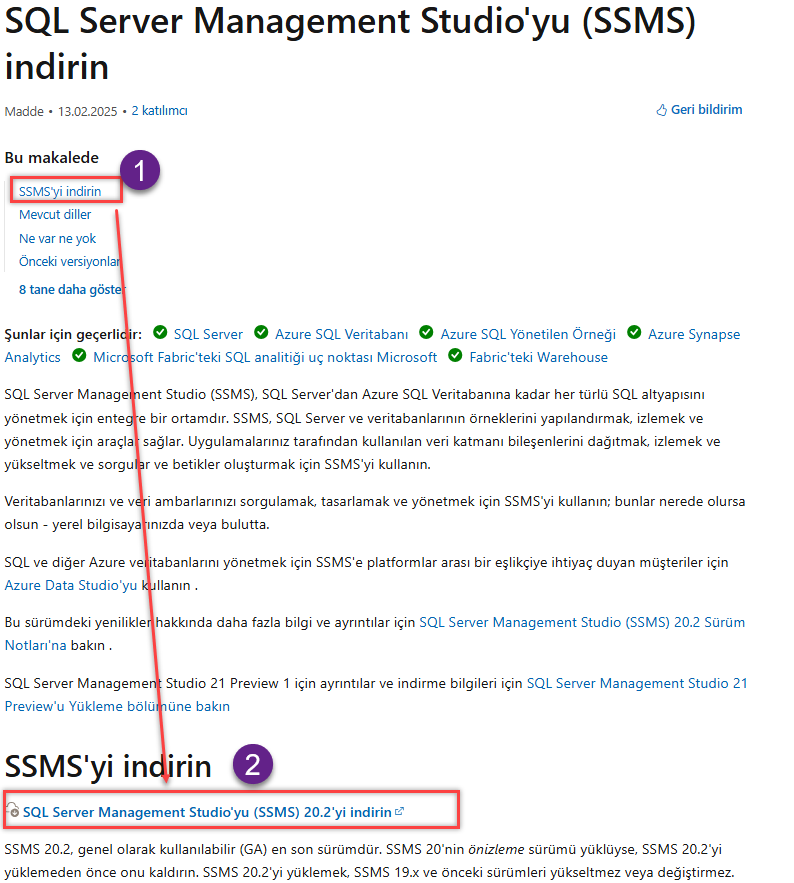 SQL Server Management Studio'yu (SSMS)
indirin
Madde • 13.02.2025 • 2 katılımcı
Geri bildirim
Bu makalede
1
SSMS'yi indirin
Mevcut diller
Ne var ne yok
Önceki versiyonlar
8 tane daha göster
Şunlar için geçerlidir: SQL Server Azure SQL Veritabanı Azure SQL Yönetilen Örneği Azure Synapse
Analytics Microsoft Fabric'teki SQL analitiği uç noktası Microsoft Fabric'teki Warehouse
SQL Server Management Studio (SSMS), SQL Server'dan Azure SQL Veritabanına kadar her türlü SQL altyapısını
yönetmek için entegre bir ortamdır. SSMS, SQL Server ve veritabanlarının örneklerini yapılandırmak, izlemek ve
yönetmek için araçlar sağlar. Uygulamalarınız tarafından kullanılan veri katmanı bileşenlerini dağıtmak, izlemek ve
yükseltmek ve sorgular ve betikler oluşturmak için SSMS'yi kullanın.
Veritabanlarınızı ve veri ambarlarınızı sorgulamak, tasarlamak ve yönetmek için SSMS'yi kullanın; bunlar nerede olursa
olsun - yerel bilgisayarınızda veya bulutta.
SQL ve diğer Azure veritabanlarını yönetmek için SSMS'e platformlar arası bir eşlikçiye ihtiyaç duyan müşteriler için
Azure Data Studio'yu kullanın .
Bu sürümdeki yenilikler hakkında daha fazla bilgi ve ayrıntılar için SQL Server Management Studio (SSMS) 20.2 Sürüm
Notları'na bakın .
SQL Server Management Studio 21 Preview 1 için ayrıntılar ve indirme bilgileri için SQL Server Management Studio 21
Preview'u Yükleme bölümüne bakın
SSMS'yi indirin
2
SQL Server Management Studio'yu (SSMS) 20.2'yi indirin
SSMS 20.2, genel olarak kullanılabilir (GA) en son sürümdür. SSMS 20'nin önizleme sürümü yüklüyse, SSMS 20.2'yi
yüklemeden önce onu kaldırın. SSMS 20.2'yi yüklemek, SSMS 19.x ve önceki sürümleri yükseltmez veya değiştirmez.